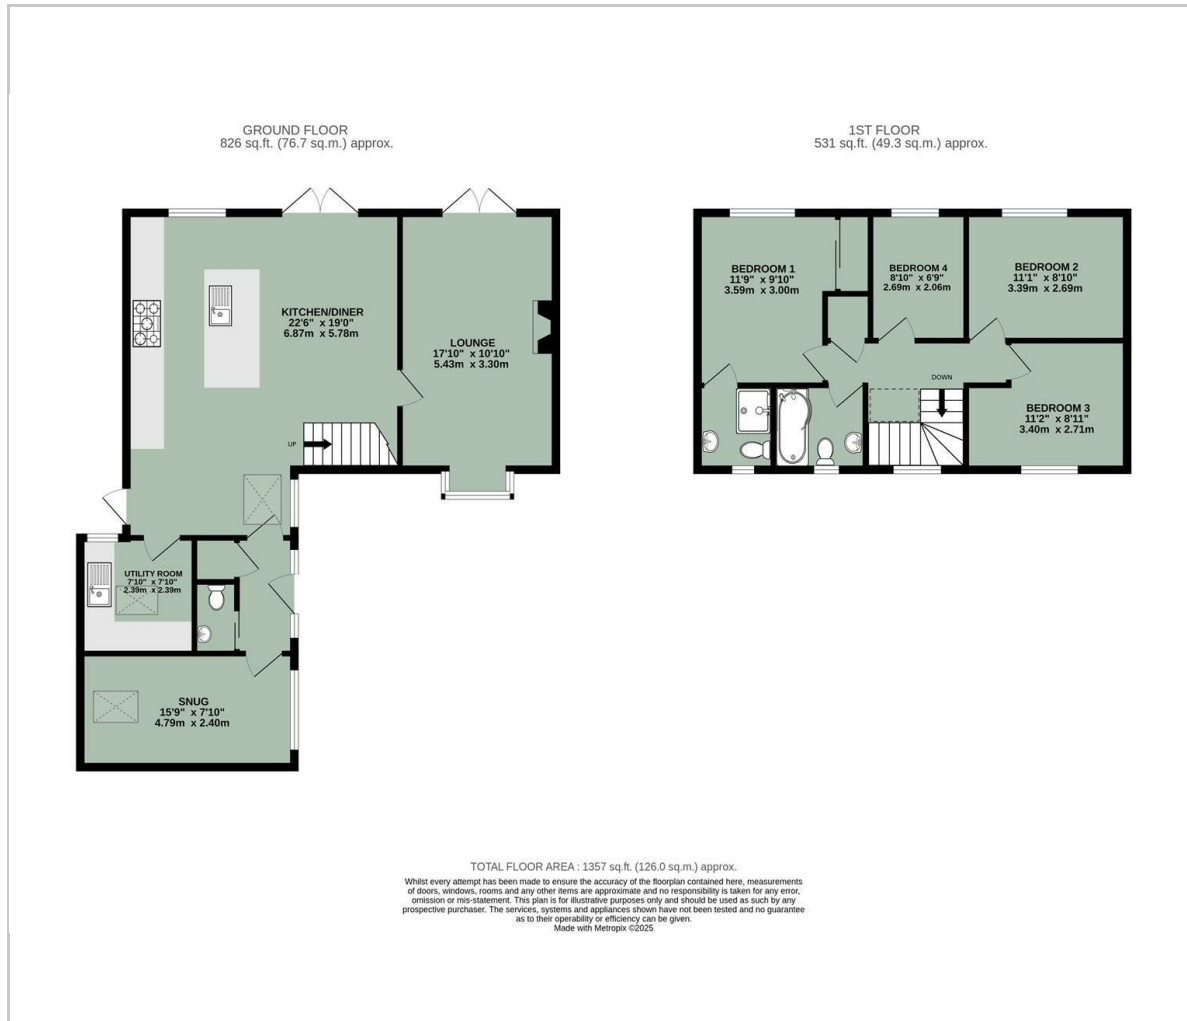 GROUND FLOOR
826 sq.ft. (76.7 sq.m.) approx.
1ST FLOOR
531 sq.ft. (49.3 sq.m.) approx.
KITCHEN/DINER
22'6" x 19'0"
6.87m x 5.78m
LOUNGE
17'10" x 10'10"
5.43m x 3.30m
UP
UTILITY ROOM
7'10" x 7'10"
2.39m x 2.39m
SNUG
15'9" x 7'10"
4.79m x 2.40m
BEDROOM 1
11'9" x 9'10"
3.59m x 3.00m
BEDROOM 4
8'10" x 6'9"
2.69m x 2.06m
BEDROOM 2
11'1" x 8'10"
3.39m x 2.69m
DOWN
BEDROOM 3
11'2" x 8'11"
3.40m x 2.71m
TOTAL FLOOR AREA : 1357 sq.ft. (126.0 sq.m.) approx.
Whilst every attempt has been made to ensure the accuracy of the floorplan contained here, measurements
of doors, windows, rooms and any other items are approximate and no responsibility is taken for any error,
omission or mis-statement. This plan is for illustrative purposes only and should be used as such by any
prospective purchaser. The services, systems and appliances shown have not been tested and no guarantee
as to their operability or efficiency can be given.
Made with Metropix ©2025